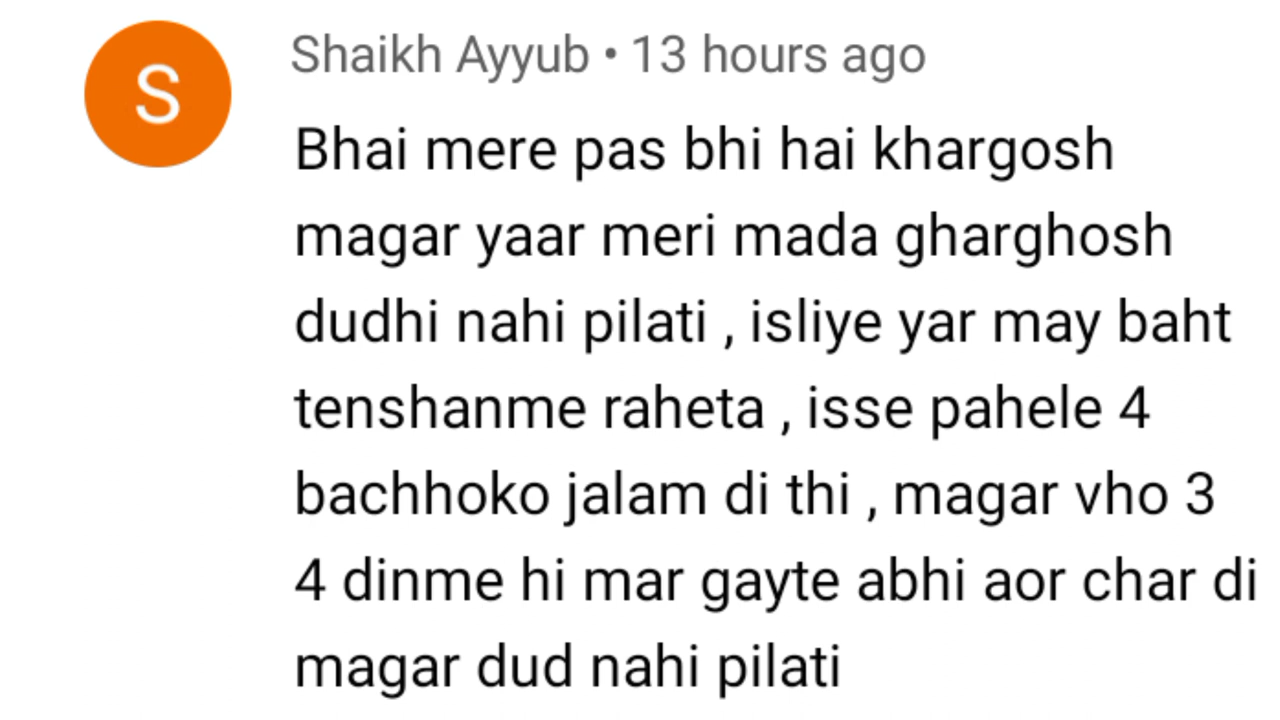 S
Shaikh Ayyub • 13 hours ago
Bhai mere pas bhi hai khargosh
magar yaar meri mada gharghosh
dudhi nahi pilati , isliye yar may baht
tenshanme raheta , isse pahele 4
bachhoko jalam di thi , magar vho 3
4 dinme hi mar gayte abhi aor char di
magar dud nahi pilati